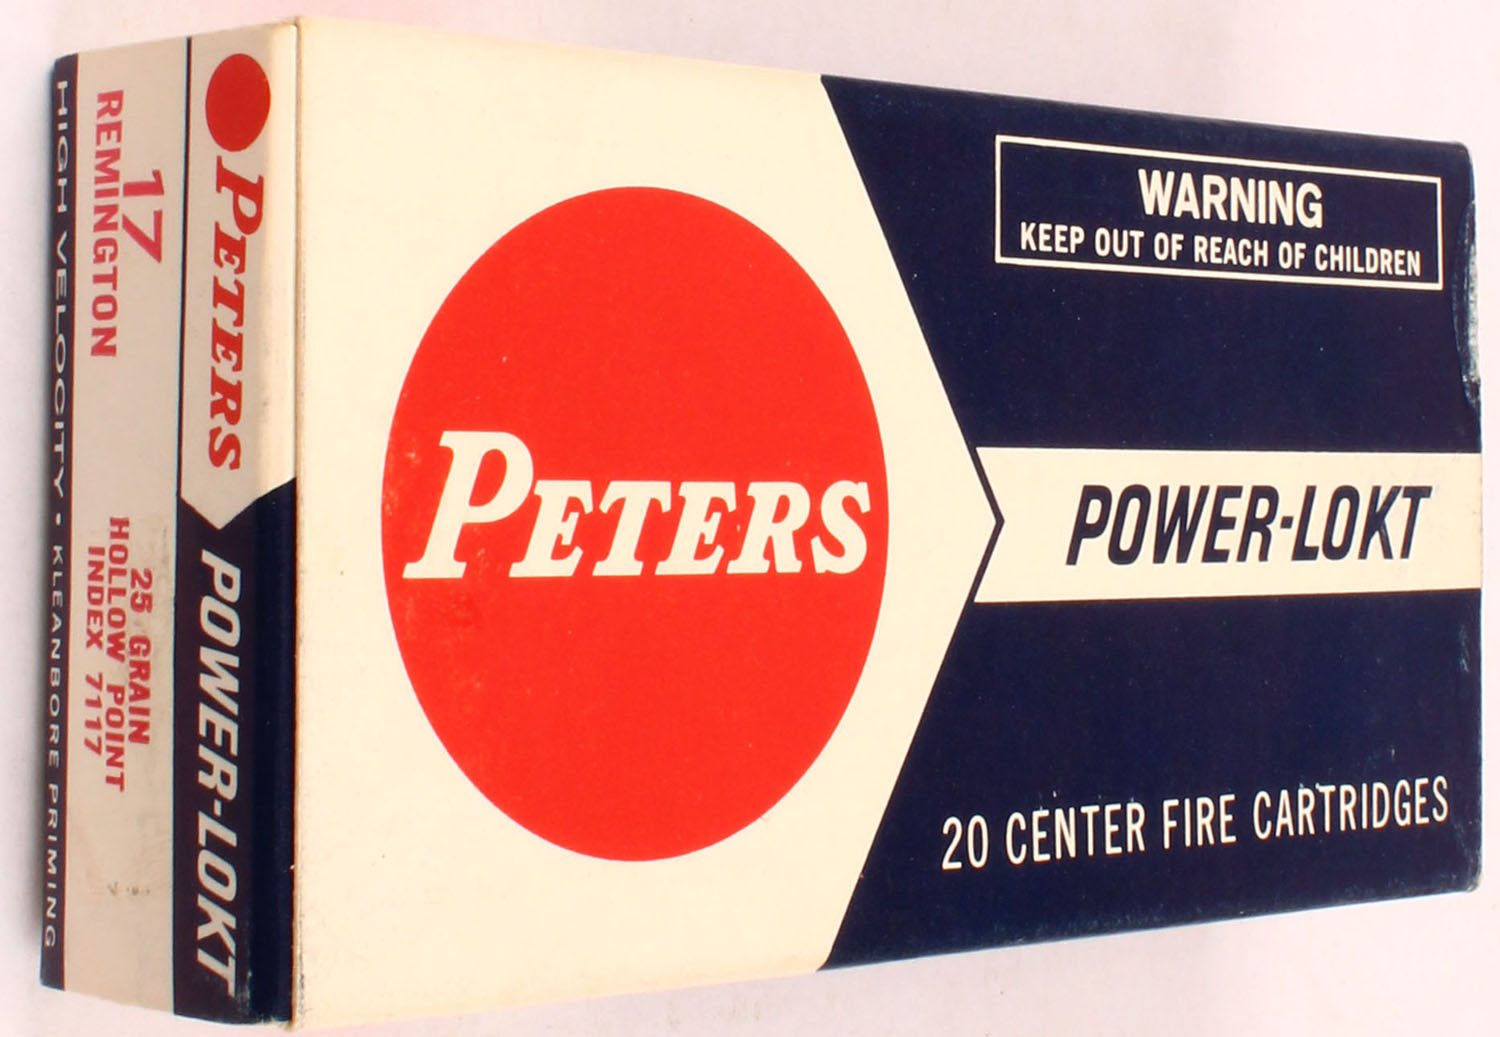 PETERS
WARNING
KEEP OUT OF REACH OF CHILDREN
POWER-LOKT
20 CENTER FIRE CARTRIDGES
PETERS
POWER-LOKT
17
REMINGTON
25 GRAIN
HOLLOW POINT
INDEX 7117
HIGH VELOCITY • KLEANBORE PRIMING